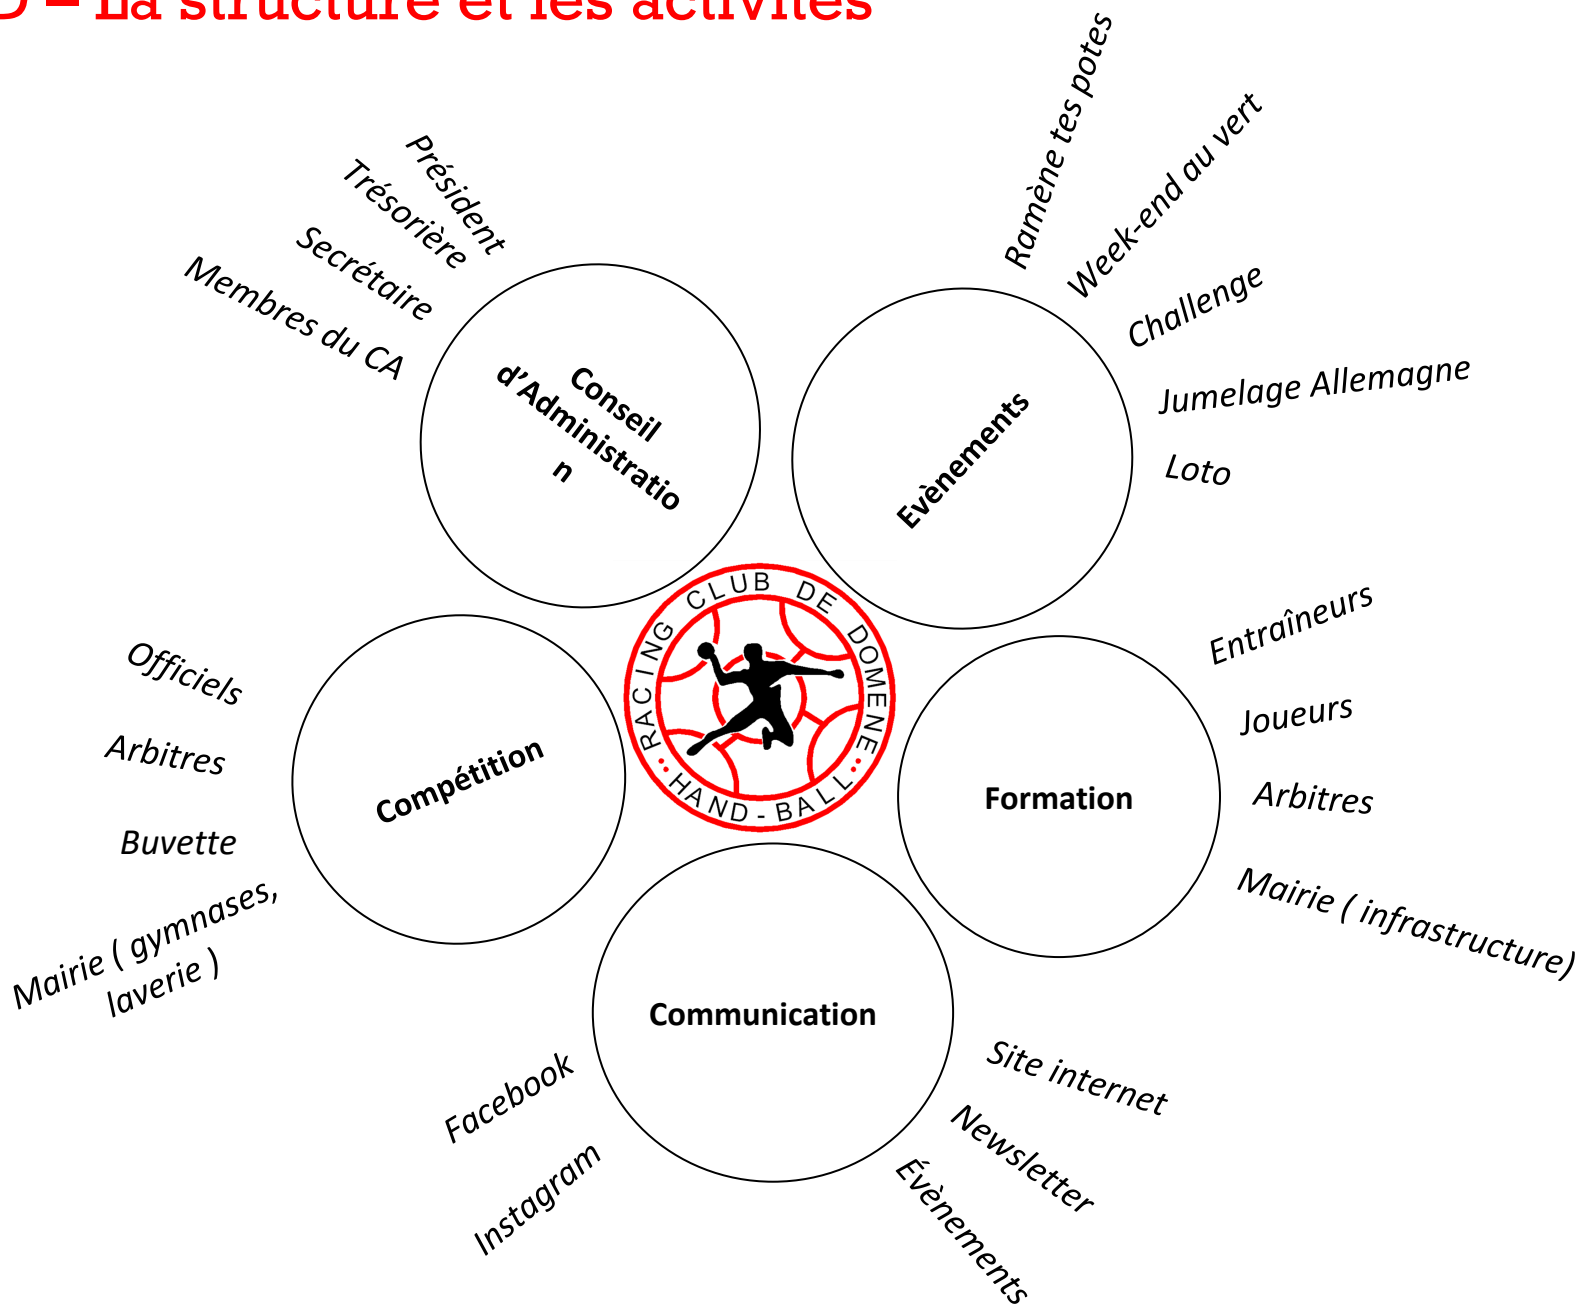 D – La structure et les activités
Président
Trésorière
Secrétaire
Membres du CA
Conseil
d’Administratio
n
Ramène tes potes
Week-end au vert
Challenge
Jumelage Allemagne
Loto
Evènements
RACING CLUB DE DOMENE
HAND-BALL
Officiels
Arbitres
Buvette
Mairie ( gymnases,
laverie )
Compétition
Entraîneurs
Joueurs
Arbitres
Mairie ( infrastructure)
Formation
Communication
Facebook
Instagram
Site internet
Newsletter
Évènements